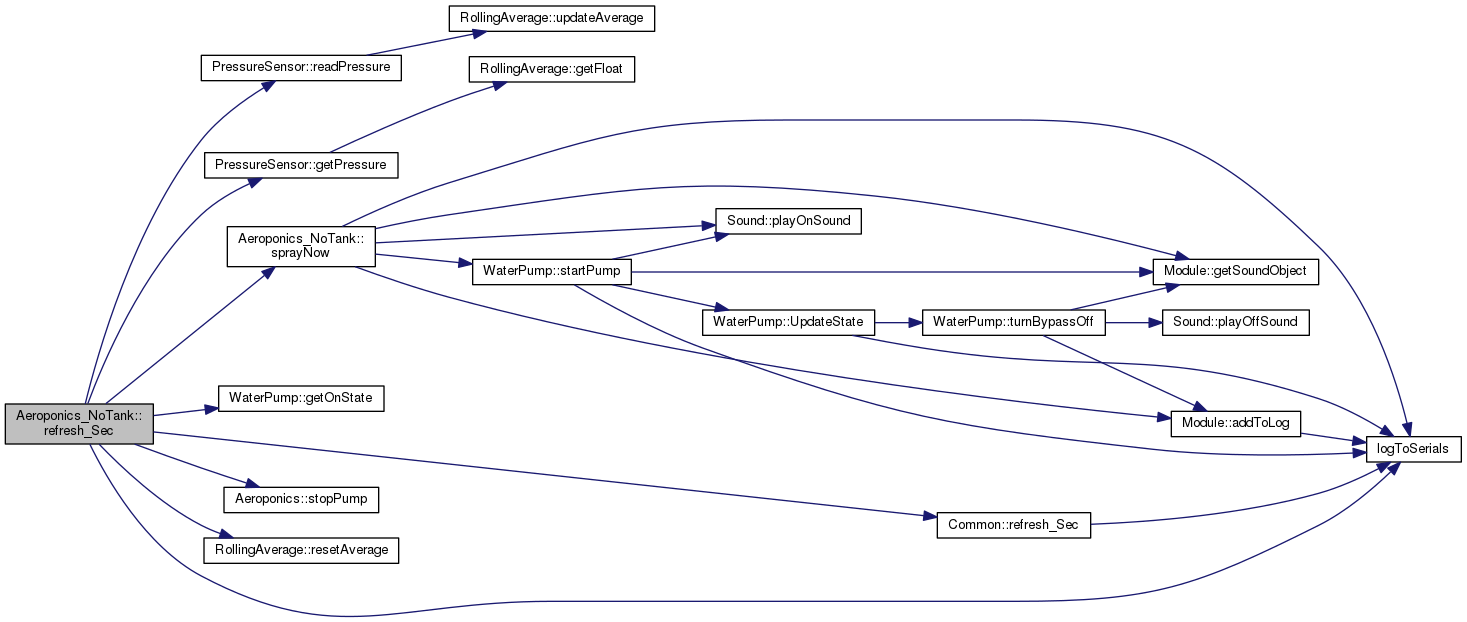 RollingAverage::updateAverage
PressureSensor::readPressure
RollingAverage::getFloat
PressureSensor::getPressure
Sound::playOnSound
Aeroponics_NoTank::
sprayNow
WaterPump::startPump
Module::getSoundObject
WaterPump::UpdateState
WaterPump::turnBypassOff
Sound::playOffSound
WaterPump::getOnState
Aeroponics_NoTank::
refresh_Sec
Module::addToLog
logToSerials
Aeroponics::stopPump
Common::refresh_Sec
RollingAverage::resetAverage